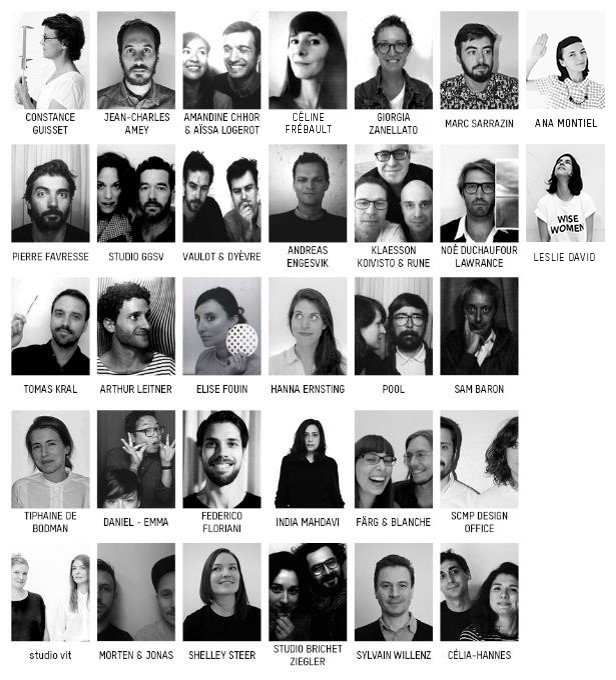 CONSTANCE
GUISSET
JEAN-CHARLES
AMEY
AMANDINE CHHOR
& AÏSSA LOGEROT
CÉLINE
FRÉBAULT
GIORGIA
ZANELLATO
MARC SARRAZIN
ANA MONTIEL
PIERRE FAVRESSE
STUDIO GGSV
VAULOT & DYÈVRE
ANDREAS
ENGESVIK
KLAESSON
KOIVISTO & RUNE
NOÉ DUCHAUFOUR
LAWRANCE
WISE
WOMEN
LESLIE DAVID
TOMAS KRAL
ARTHUR LEITNER
ELISE FOUIN
HANNA ERNSTING
POOL
SAM BARON
TIPHAINE DE
BODMAN
DANIEL - EMMA
FEDERICO
FLORIANI
INDIA MAHDAVI
FÄRG & BLANCHE
SCMP DESIGN
OFFICE
studio vit
MORTEN & JONAS
SHELLEY STEER
STUDIO BRICHET
ZIEGLER
SYLVAIN WILLENZ
CÉLIA-HANNES